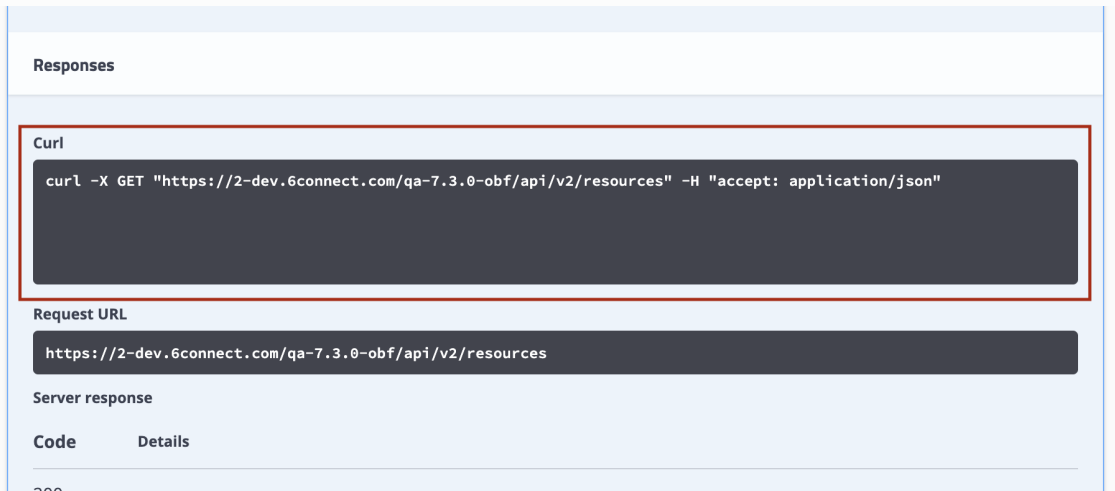 Responses
Curl
curl -X GET "https://2-dev.6connect.com/qa-7.3.0-obf/api/v2/resources" -H "accept: application/json"
Request URL
https://2-dev.6connect.com/qa-7.3.0-obf/api/v2/resources
Server response
Code Details